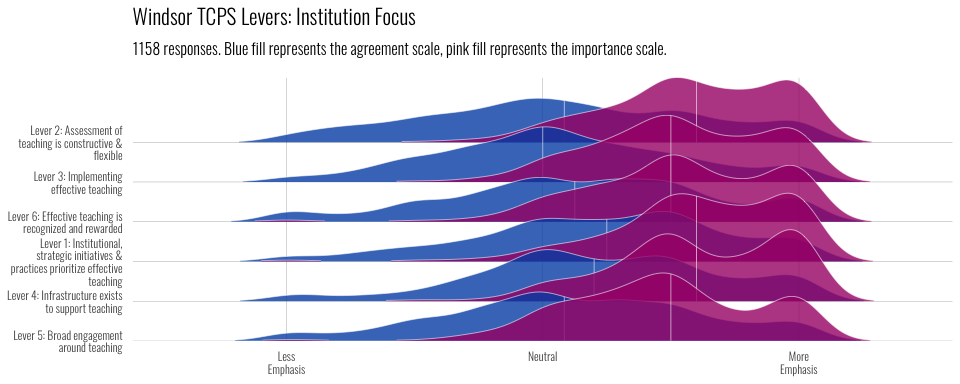 Windsor TCPS Levers: Institution Focus
1158 responses. Blue fill represents the agreement scale, pink fill represents the importance scale.
Lever 2: Assessment of
teaching is constructive &
flexible
Lever 3: Implementing
effective teaching
Lever 6: Effective teaching is
recognized and rewarded
Lever 1: Institutional,
strategic initiatives &
practices prioritize effective
teaching
Lever 4: Infrastructure exists
to support teaching
Lever 5: Broad engagement
around teaching
Less
Emphasis
Neutral
More
Emphasis